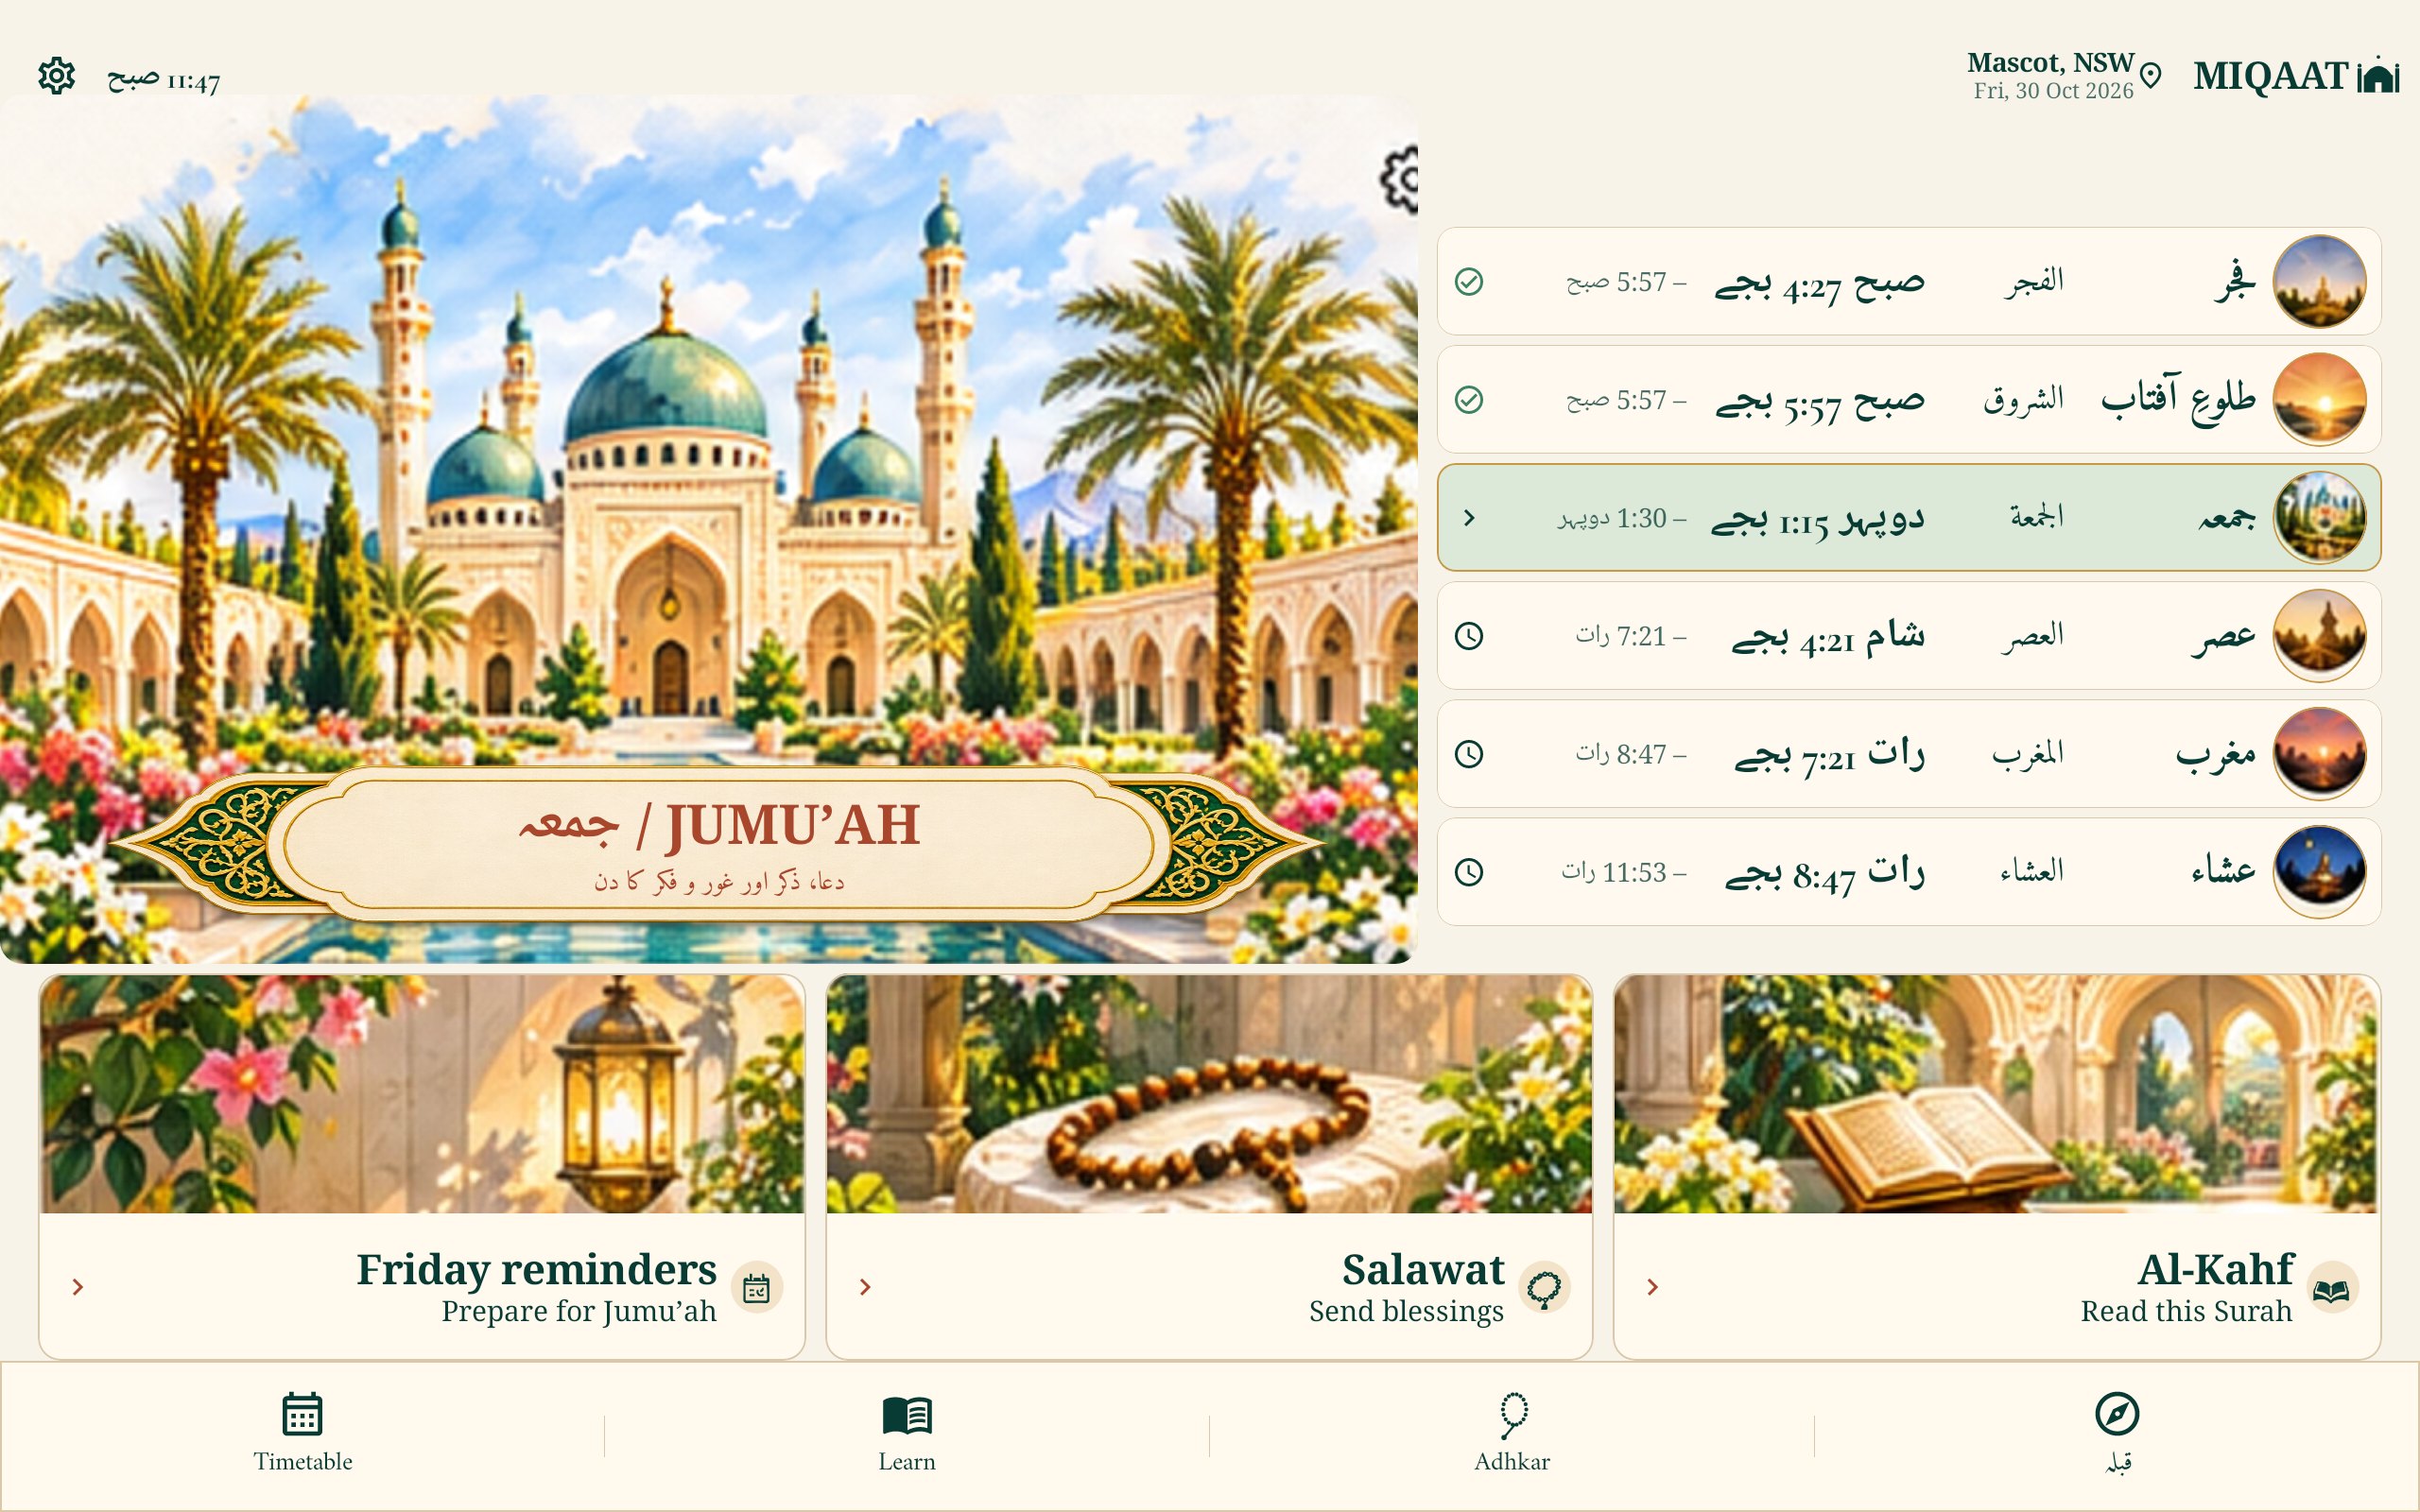 MIQAAT
Mascot, NSW
Fri, 30 Oct 2026
11:47 صبح
فجر الفجر صبح 4:27 بجے – 5:57 صبح
طلوعِ آفتاب الشروق صبح 5:57 بجے – 5:57 صبح
جمعہ الجمعة دوپہر 1:15 بجے – 1:30 دوپہر
عصر العصر شام 4:21 بجے – 7:21 رات
مغرب المغرب رات 7:21 بجے – 8:47 رات
عشاء العشاء رات 8:47 بجے – 11:53 رات
جمعہ / JUMU’AH
دعا، ذکر اور غور و فکر کا دن
Al-Kahf
Read this Surah
Salawat
Send blessings
Friday reminders
Prepare for Jumu’ah
قبلہ
Adhkar
Learn
Timetable